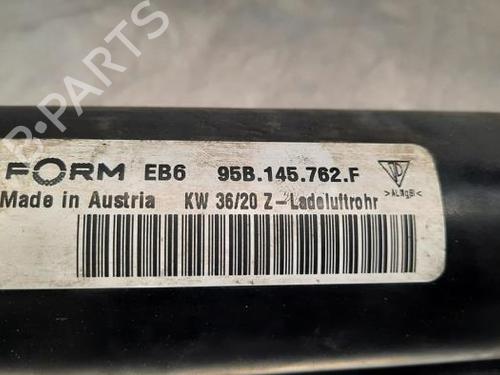 B-PARTS
FORM EB6 95B.145.762.F
Made in Austria KW 36/20 Z-Ladeluftrohr